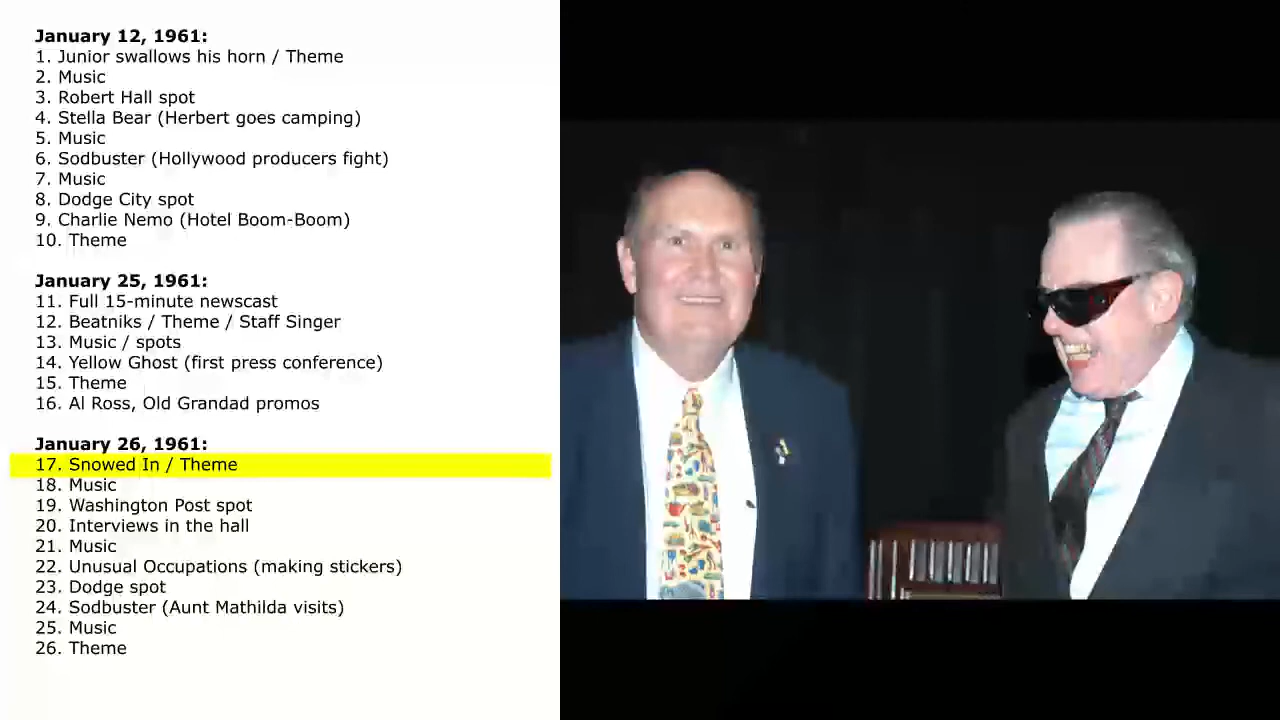 January 12, 1961:
1. Junior swallows his horn / Theme
2. Music
3. Robert Hall spot
4. Stella Bear (Herbert goes camping)
5. Music
6. Sodbuster (Hollywood producers fight)
7. Music
8. Dodge City spot
9. Charlie Nemo (Hotel Boom-Boom)
10. Theme
January 25, 1961:
11. Full 15-minute newscast
12. Beatniks / Theme / Staff Singer
13. Music / spots
14. Yellow Ghost (first press conference)
15. Theme
16. Al Ross, Old Grandad promos
January 26, 1961:
17. Snowed In / Theme
18. Music
19. Washington Post spot
20. Interviews in the hall
21. Music
22. Unusual Occupations (making stickers)
23. Dodge spot
24. Sodbuster (Aunt Mathilda visits)
25. Music
26. Theme